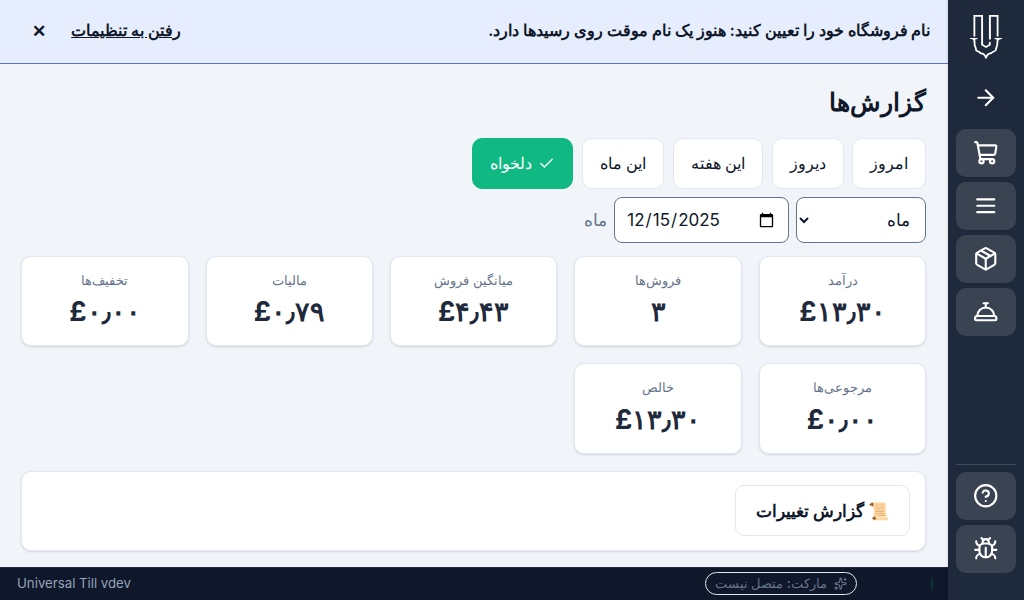 نام فروشگاه خود را تعیین کنید: هنوز یک نام موقت روی رسیدها دارد.
رفتن به تنظیمات ✕
گزارش‌ها
امروز
دیروز
این هفته
این ماه
✓ دلخواه
ماه
12/15/2025
ماه
درآمد
£۱۳٫۳۰
فروش‌ها
۳
میانگین فروش
£۴٫۴۳
مالیات
£۰٫۷۹
تخفیف‌ها
£۰٫۰۰
مرجوعی‌ها
£۰٫۰۰
خالص
£۱۳٫۳۰
📜 گزارش تغییرات
مارکت: متصل نیست
Universal Till vdev